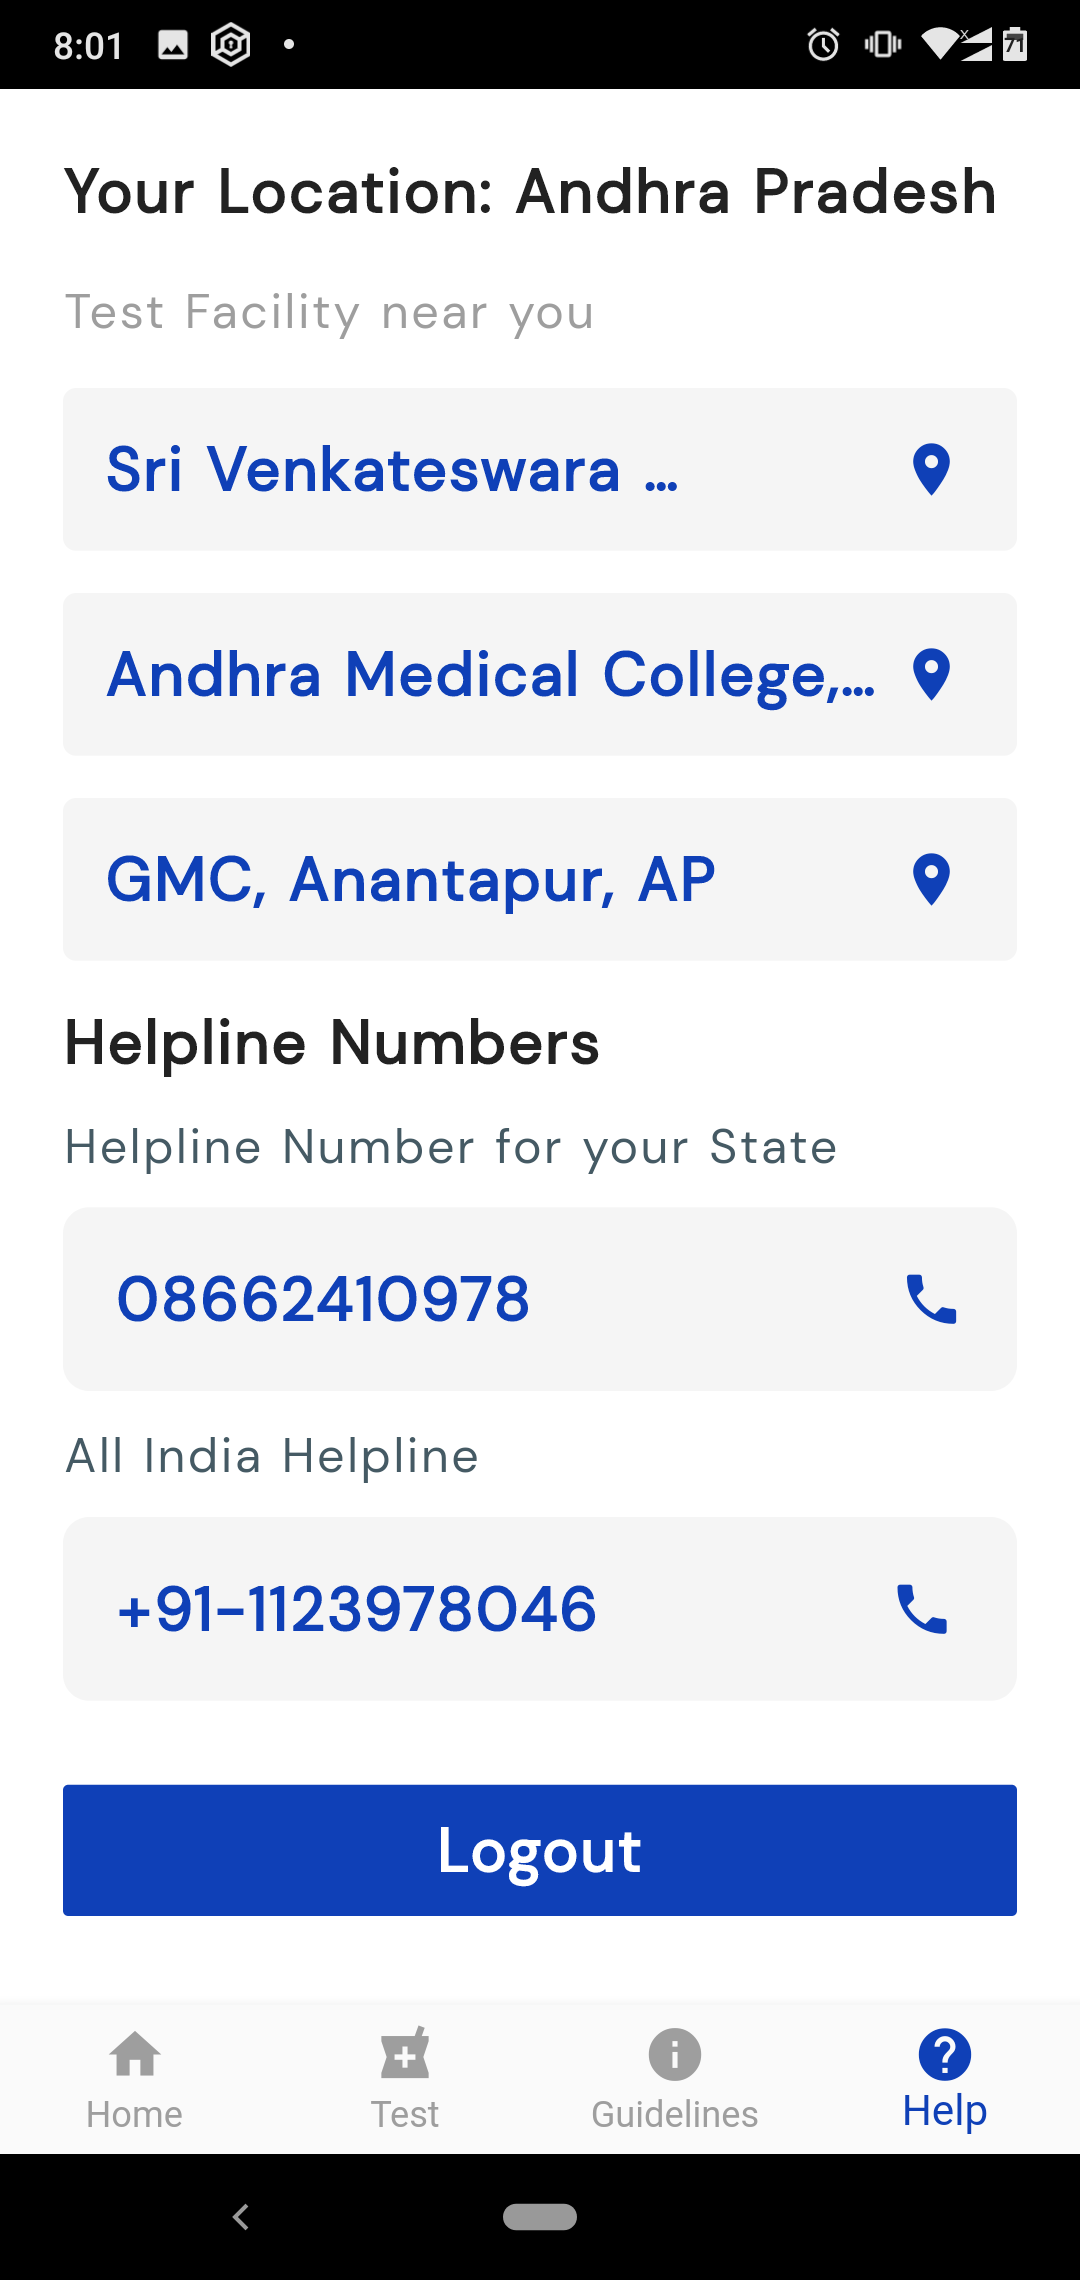 8:01
71
Your Location: Andhra Pradesh
Test Facility near you
Sri Venkateswara ...
Andhra Medical College,...
GMC, Anantapur, AP
Helpline Numbers
Helpline Number for your State
08662410978
All India Helpline
+91-1123978046
Logout
Home
Test
Guidelines
Help